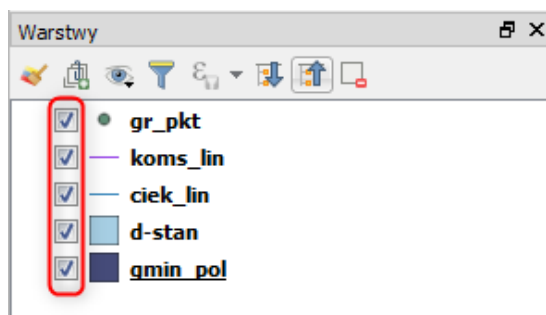 Warstwy
gr_pkt
koms_lin
ciek_lin
d-stan
gmin_pol